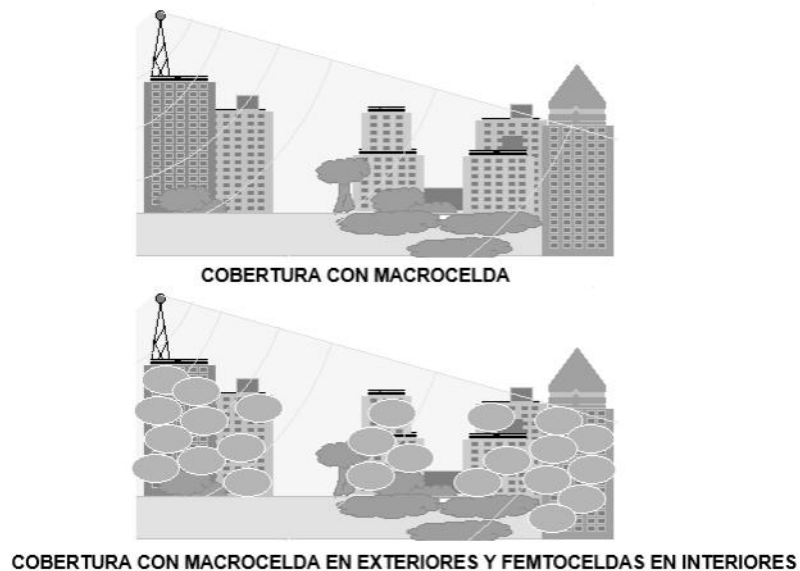 COBERTURA CON MACROCELDA
COBERTURA CON MACROCELDA EN EXTERIORES Y FEMTOCELDAS EN INTERIORES